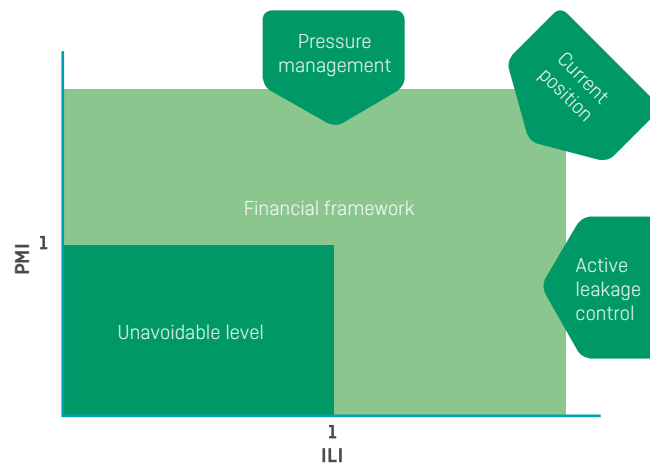 Pressure
management
Current
position
Financial framework
1
PMI
Active
leakage
control
Unavoidable level
1
ILI